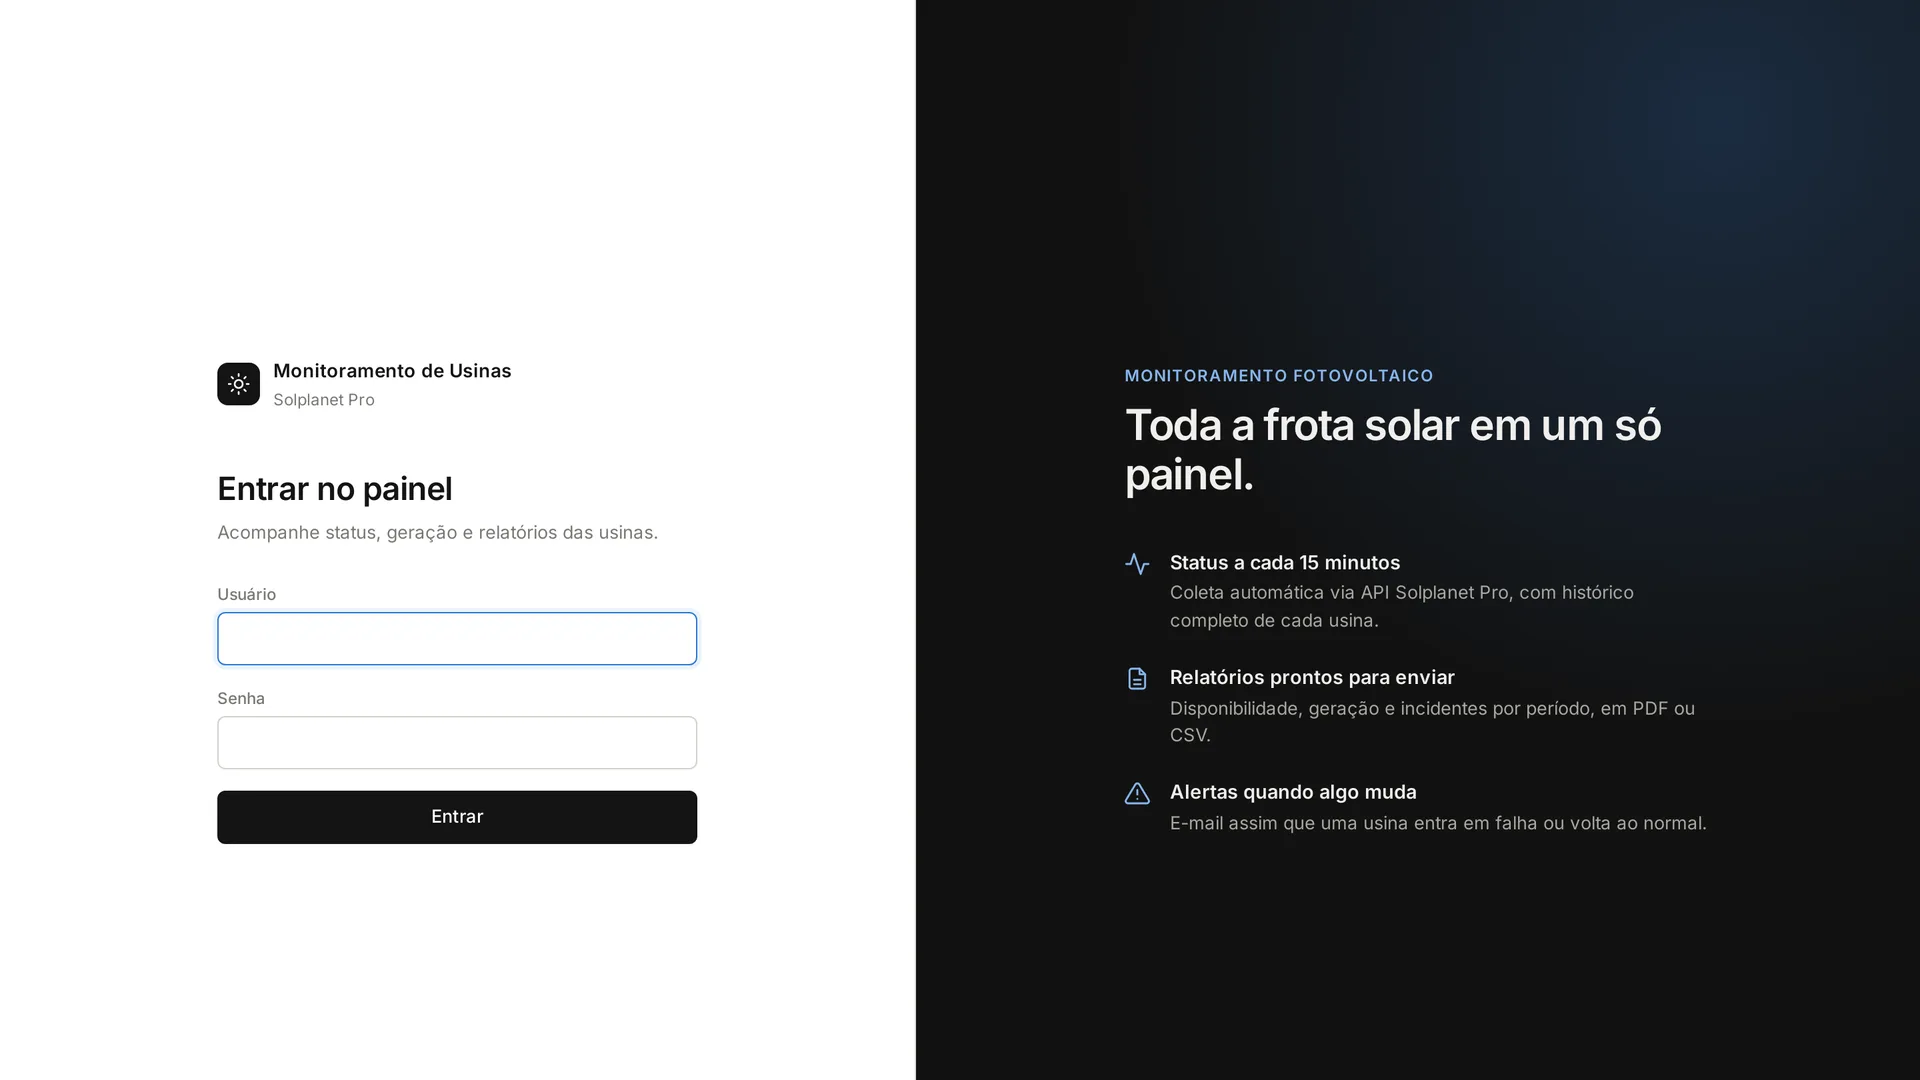 Monitoramento de Usinas
Solplanet Pro
Entrar no painel
Acompanhe status, geração e relatórios das usinas.
Usuário
Senha
Entrar
MONITORAMENTO FOTOVOLTAICO
Toda a frota solar em um só
painel.
Status a cada 15 minutos
Coleta automática via API Solplanet Pro, com histórico
completo de cada usina.
Relatórios prontos para enviar
Disponibilidade, geração e incidentes por período, em PDF ou
CSV.
Alertas quando algo muda
E-mail assim que uma usina entra em falha ou volta ao normal.